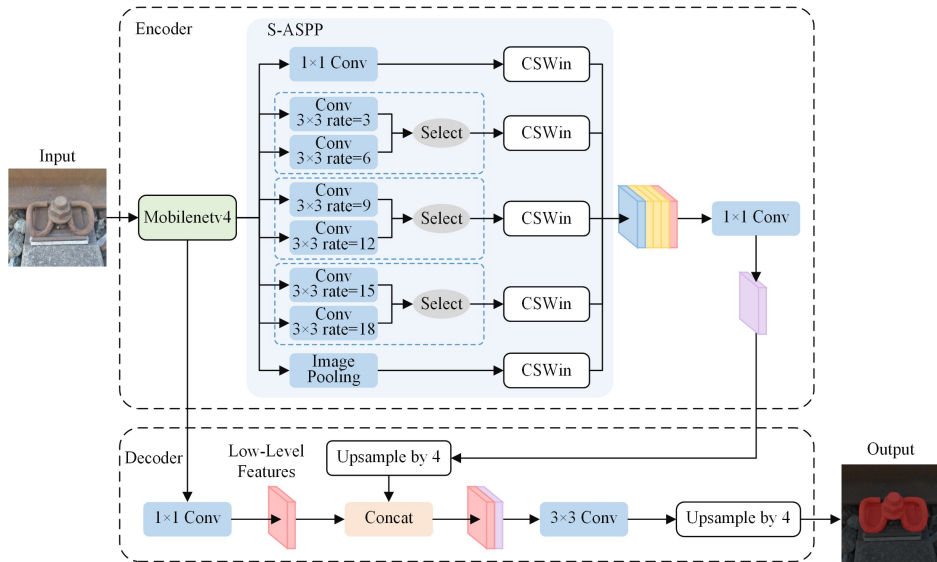 Encoder
S-ASPP
1×1 Conv
CSWin
Conv
3×3 rate=3
Conv
3×3 rate=6
Select
CSWin
Input
Mobilenetv4
Conv
3×3 rate=9
Conv
3×3 rate=12
Select
CSWin
1×1 Conv
Conv
3×3 rate=15
Conv
3×3 rate=18
Select
CSWin
Image
Pooling
CSWin
Decoder
Low-Level
Features
Upsample by 4
Output
1×1 Conv
Concat
3×3 Conv
Upsample by 4